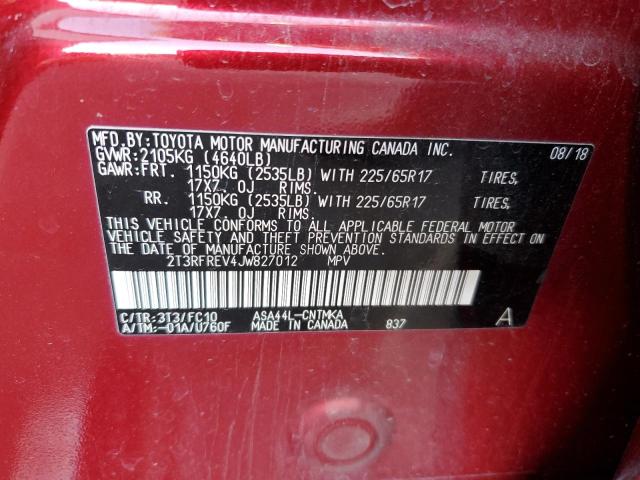 MFD.BY:TOYOTA MOTOR MANUFACTURING CANADA INC. 08/18
GVWR:2105KG (4640LB)
GAWR:FRT. 1150KG (2535LB) WITH 225/65R17 TIRES,
17X7.0J RIMS.
RR. 1150KG (2535LB) WITH 225/65R17 TIRES,
17X7.0J RIMS.
THIS VEHICLE CONFORMS TO ALL APPLICABLE FEDERAL MOTOR
VEHICLE SAFETY AND THEFT PREVENTION STANDARDS IN EFFECT ON
THE DATE OF MANUFACTURE SHOWN ABOVE.
2T3RFREV4JW827012 MPV
C/TR:3T3/FC10 ASA44L-CNTMKA
A/TM:-01A/U760F MADE IN CANADA 837 A